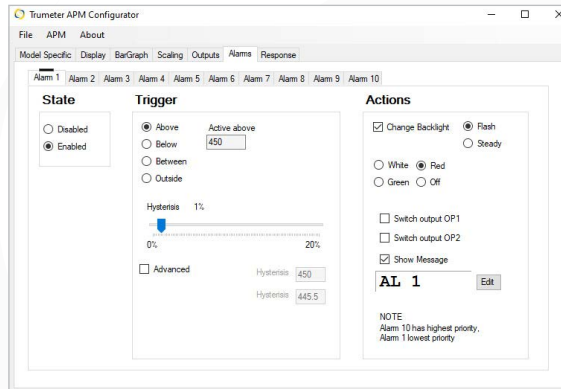 Trumeter APM Configurator
File APM About
Model Specific Display BarGraph Scaling Outputs Alarms Response
Alarm 1 Alarm 2 Alarm 3 Alarm 4 Alarm 5 Alarm 6 Alarm 7 Alarm 8 Alarm 9 Alarm 10
State
Disabled
Enabled
Trigger
Above
Below
Between
Outside
Active above
450
Hysterisis 1%
0% 20%
Advanced
Hysterisis 450
Hysterisis 445.5
Actions
Change Backlight
Flash
Steady
White Red
Green Off
Switch output OP1
Switch output OP2
Show Message
AL 1 Edit
NOTE
Alarm 10 has highest priority,
Alarm 1 lowest priority